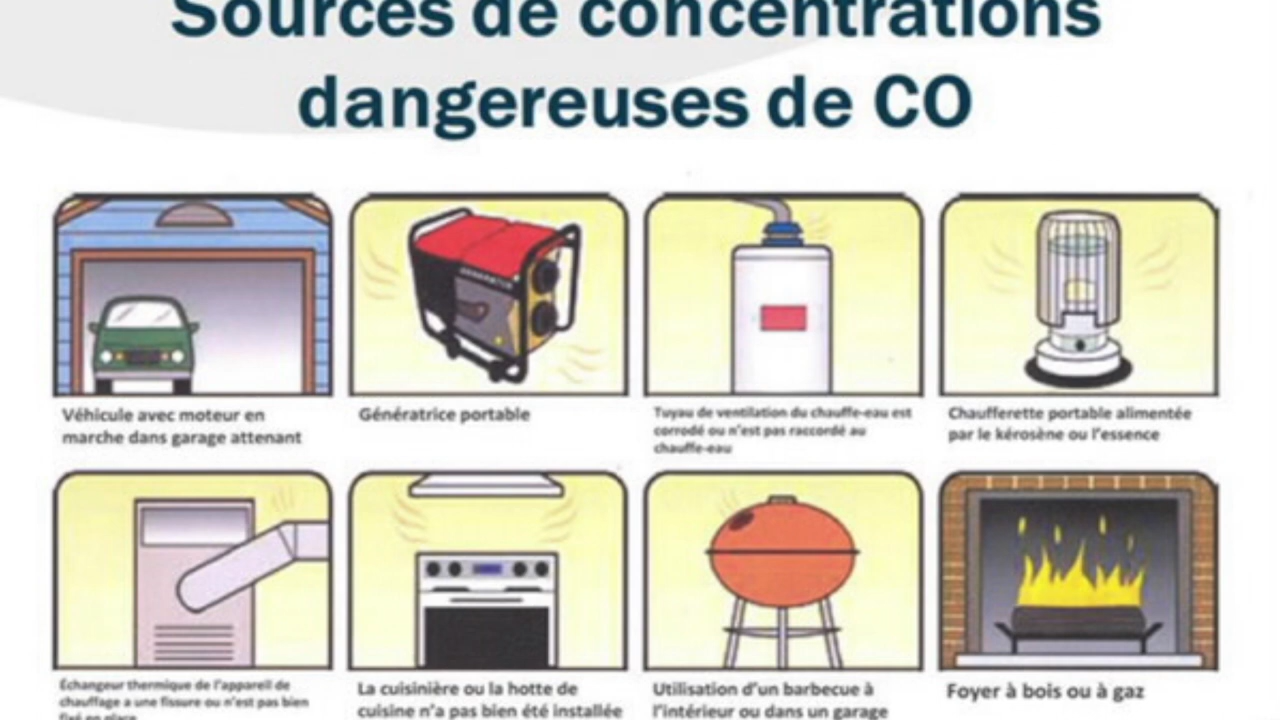 Sources de concentrations
dangereuses de CO
GENERATOR
Véhicule avec moteur en
marche dans garage attenant
Génératrice portable
Tuyau de ventilation du chauffe-eau est
corrodé ou n'est pas raccordé au
chauffe-eau
Chaufferette portable alimentée
par le kérosène ou l'essence
Échangeur thermique de l'appareil de
chauffage a une fissure ou n'est pas bien
fixé en place
La cuisinière ou la hotte de
cuisine n'a pas bien été installée
Utilisation d'un barbecue à
l'intérieur ou dans un garage
Foyer à bois ou à gaz